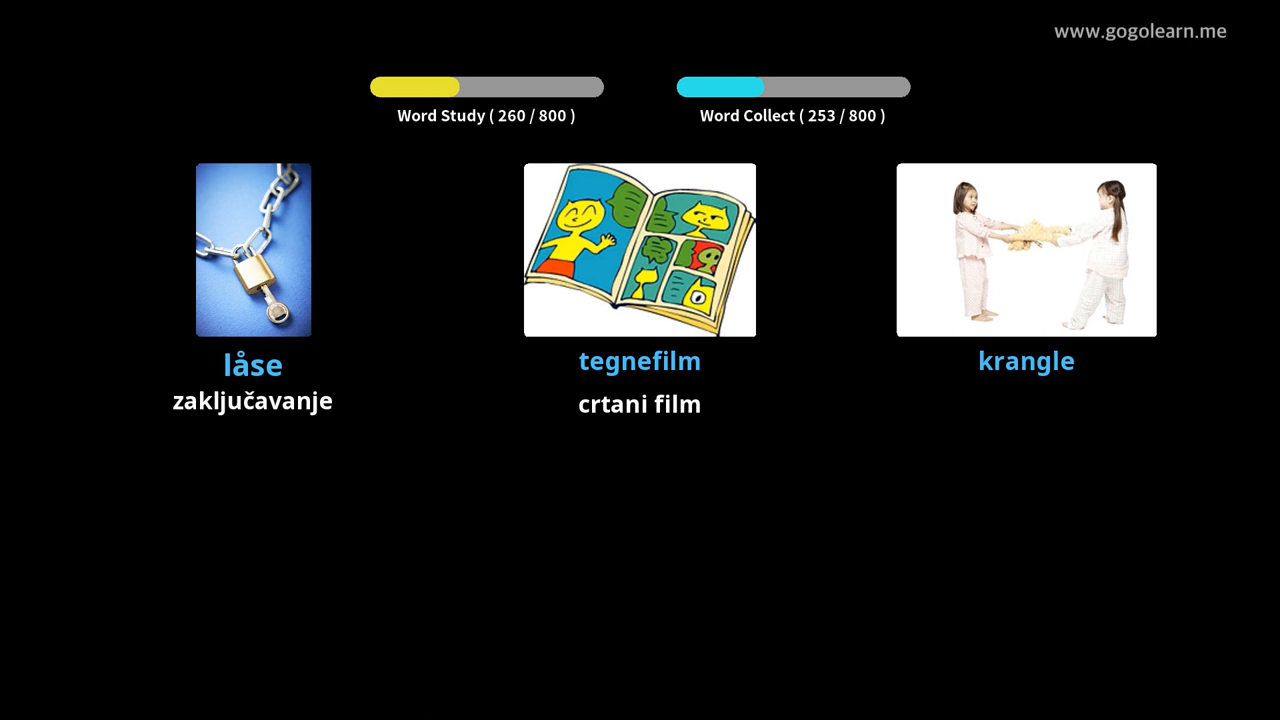 www.gogolearn.me
Word Study ( 260 / 800 )
Word Collect ( 253 / 800 )
låse
zaključavanje
tegnefilm
crtani film
krangle